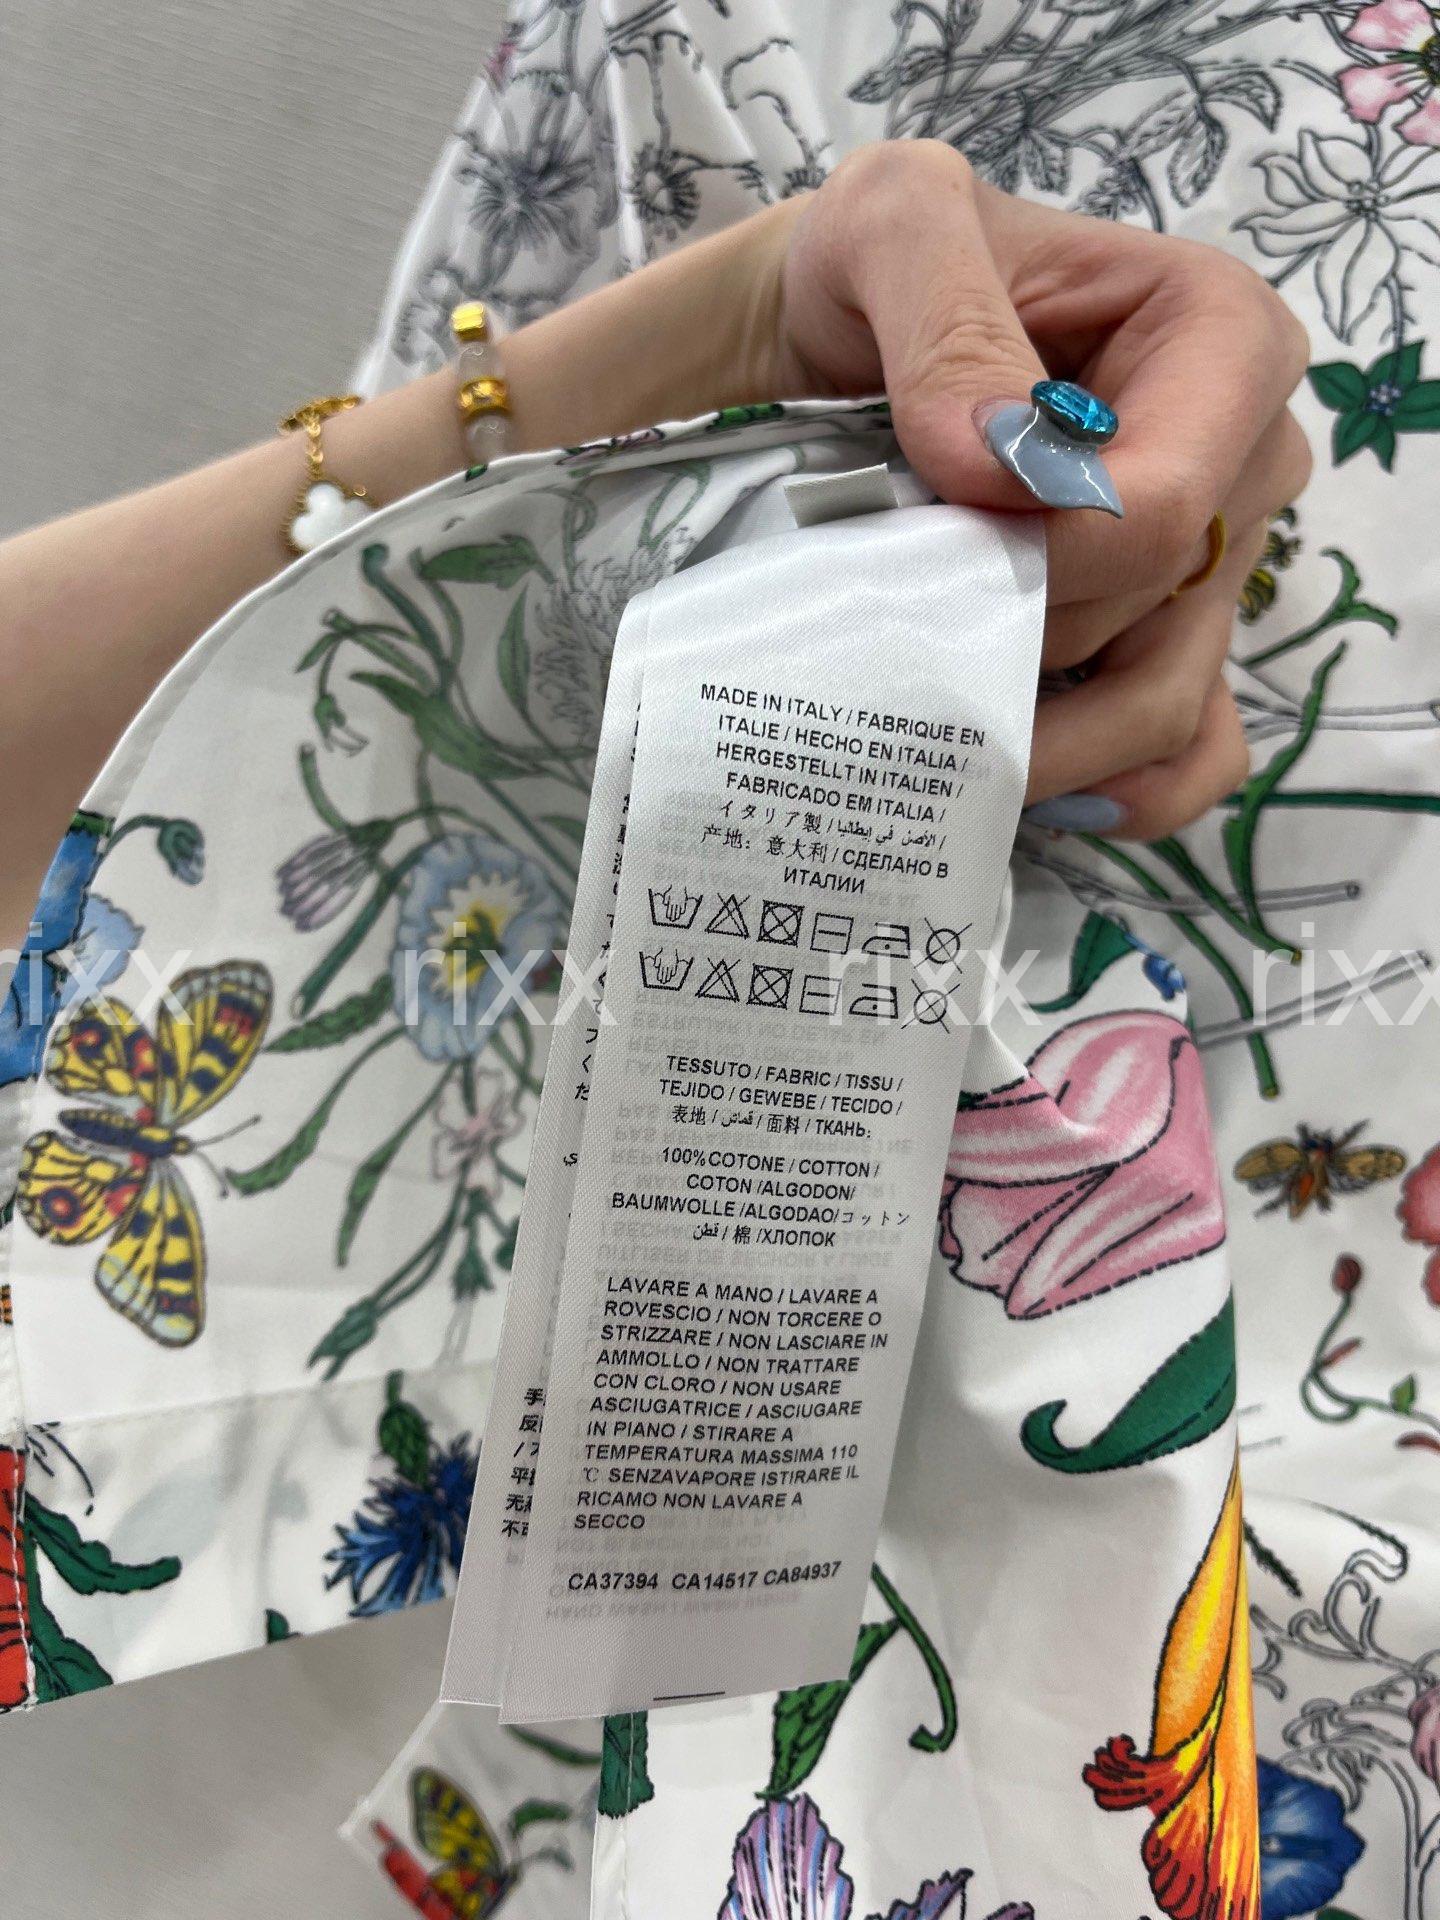 MADE IN ITALY / FABRIQUE EN
ITALIE / HECHO EN ITALIA /
HERGESTELLT IN ITALIEN /
FABRICADO EM ITALIA /
イタリア製 / الأصل في إيطاليا /
产地：意大利 / СДЕЛАНО В
ИТАЛИИ
rixx rixx rixx rixx
TESSUTO / FABRIC / TISSU /
TEJIDO / GEWEBE / TECIDO /
表地 / قماش / 面料 / ТКАНЬ:
100%COTONE / COTTON /
COTON /ALGODON/
BAUMWOLLE /ALGODAO/コットン
قطن / 棉 /ХЛОПОК
LAVARE A MANO / LAVARE A
ROVESCIO / NON TORCERE O
STRIZZARE / NON LASCIARE IN
AMMOLLO / NON TRATTARE
CON CLORO / NON USARE
ASCIUGATRICE / ASCIUGARE
IN PIANO / STIRARE A
TEMPERATURA MASSIMA 110
℃ SENZAVAPORE ISTIRARE IL
RICAMO NON LAVARE A
SECCO
CA37394 CA14517 CA84937